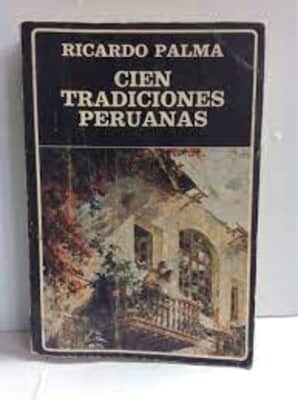 RICARDO PALMA
CIEN
TRADICIONES
PERUANAS